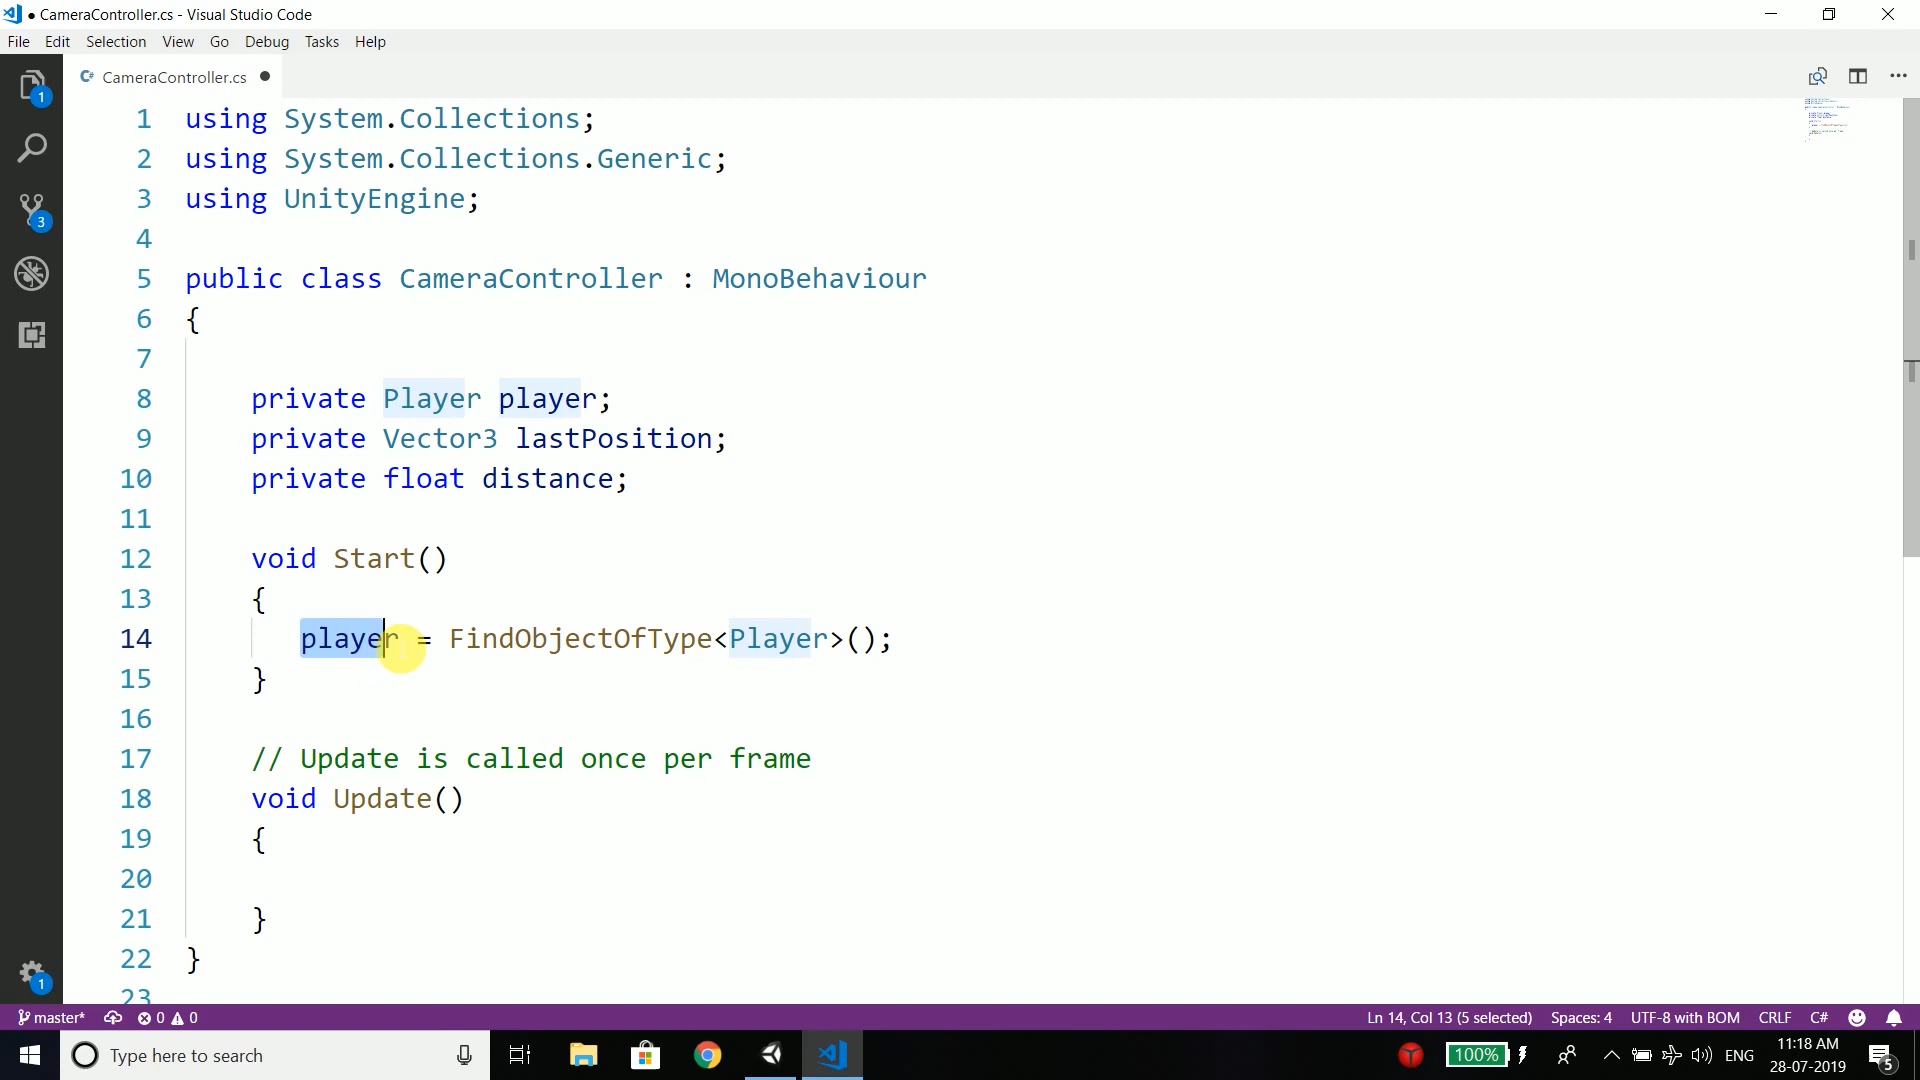 CameraController.cs - Visual Studio Code
File Edit Selection View Go Debug Tasks Help
CameraController.cs
1 using System.Collections;
2 using System.Collections.Generic;
3 using UnityEngine;
4
5 public class CameraController : MonoBehaviour
6 {
7
8 private Player player;
9 private Vector3 lastPosition;
10 private float distance;
11
12 void Start()
13 {
14 player = FindObjectOfType<Player>();
15 }
16
17 // Update is called once per frame
18 void Update()
19 {
20
21 }
22 }
23
1
3
1
master* 0 0 Ln 14, Col 13 (5 selected) Spaces: 4 UTF-8 with BOM CRLF C#
Type here to search 100% ENG 11:18 AM
28-07-2019
5